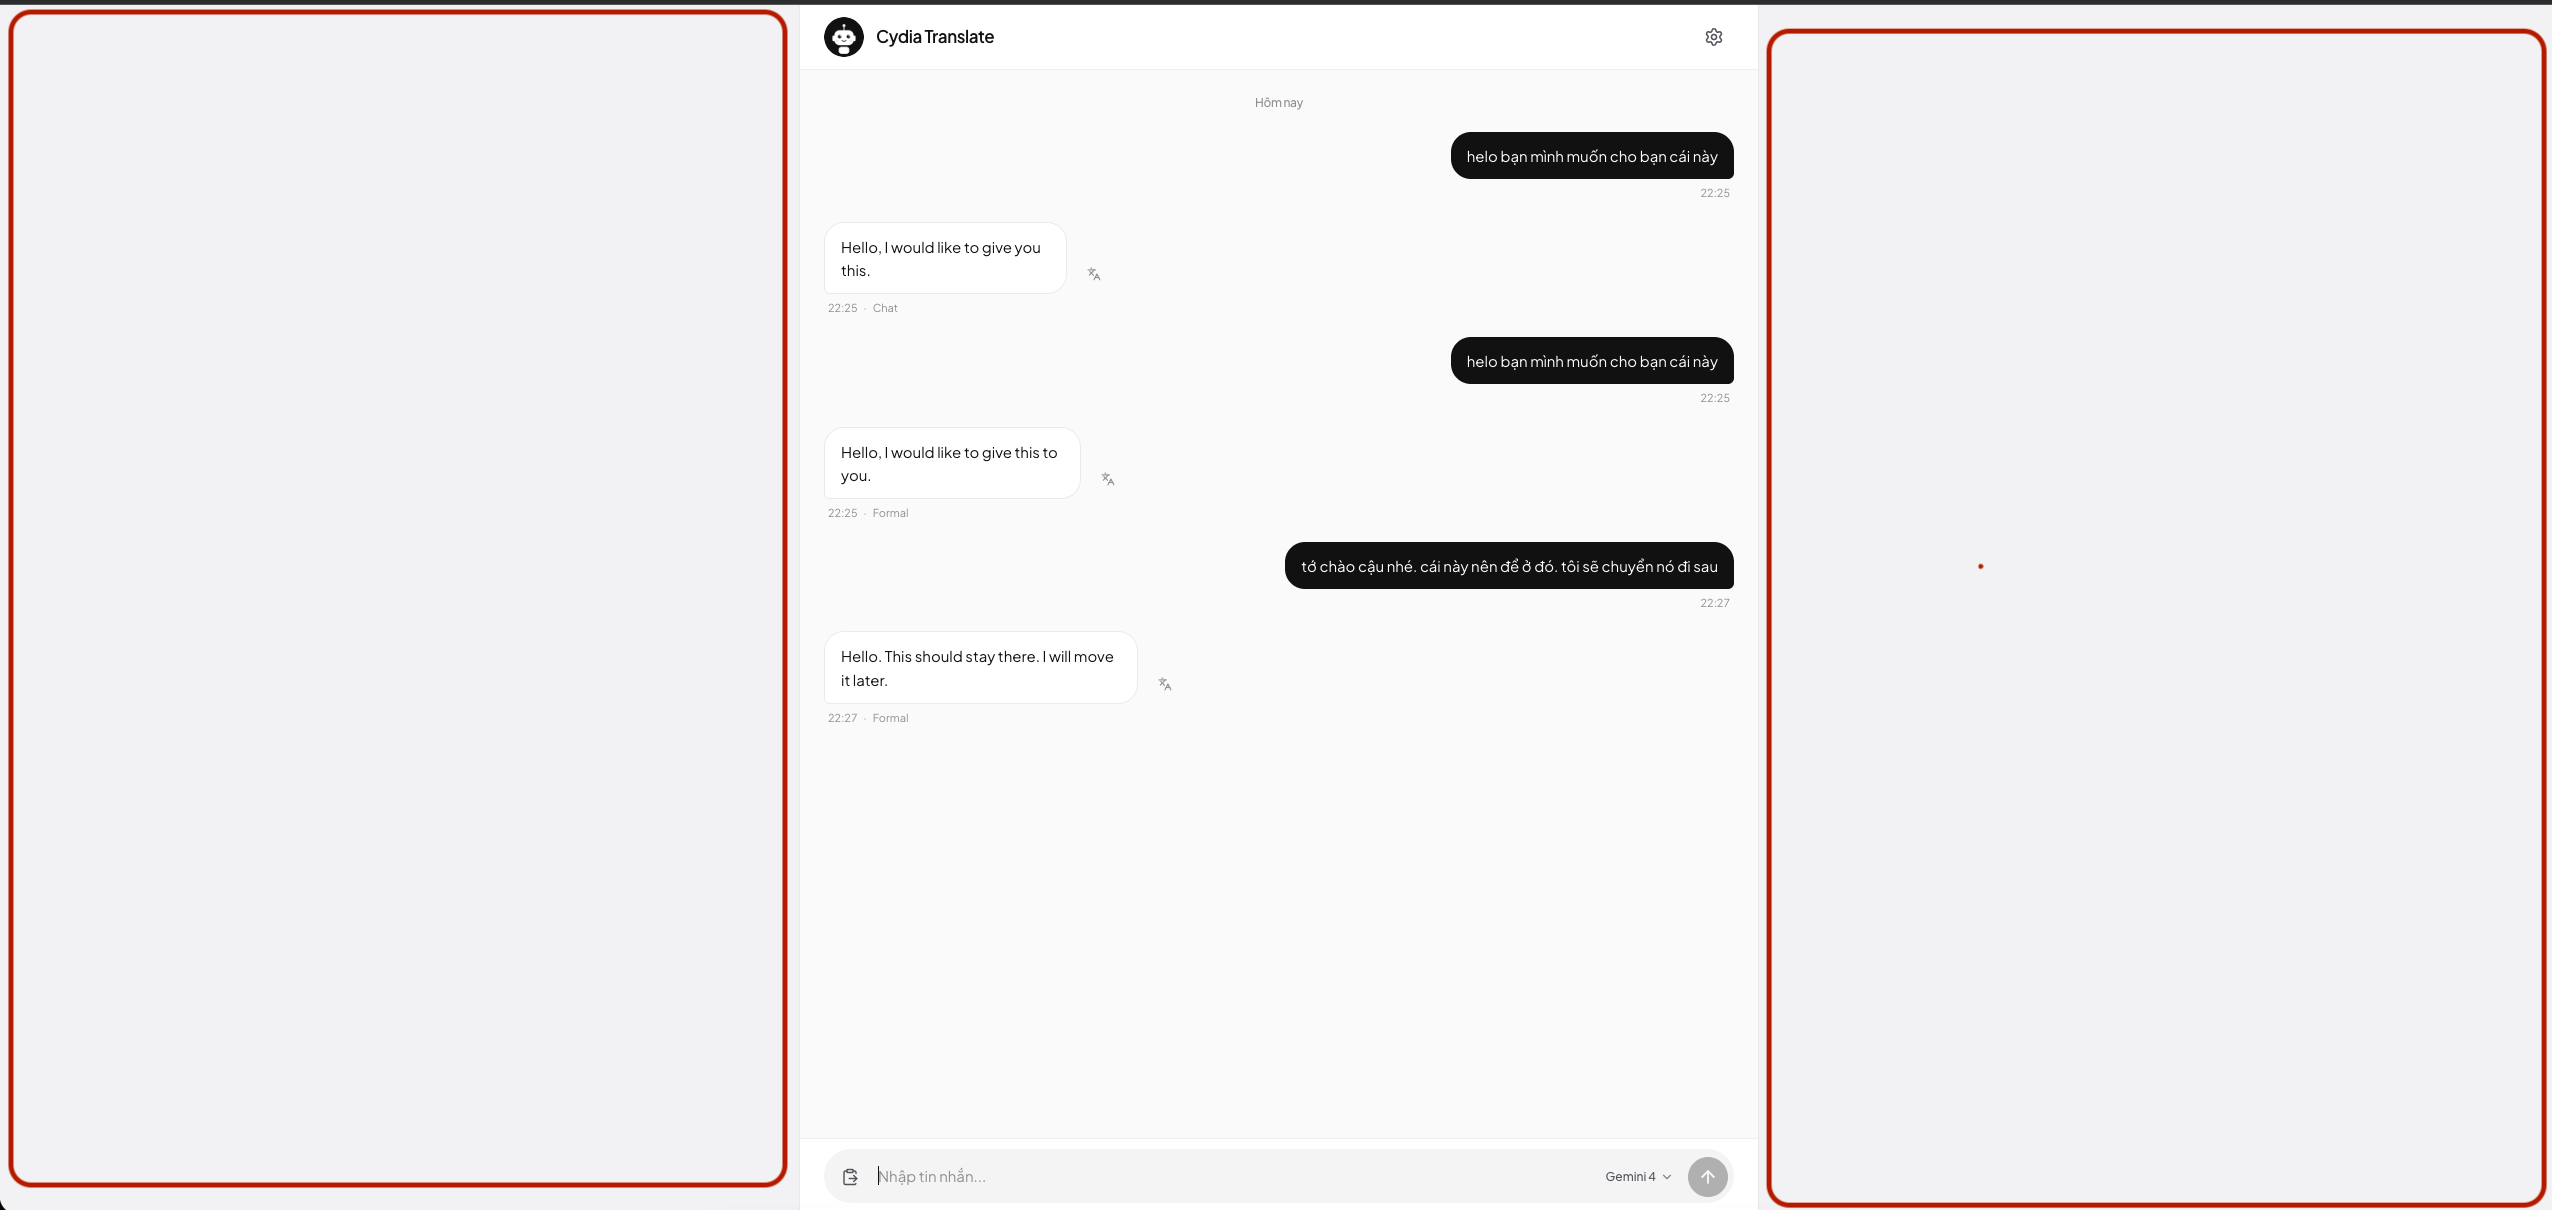 Cydia Translate
Hôm nay
helo bạn mình muốn cho bạn cái này
22:25
Hello, I would like to give you
this.
22:25 · Chat
helo bạn mình muốn cho bạn cái này
22:25
Hello, I would like to give this to
you.
22:25 · Formal
tớ chào cậu nhé. cái này nên để ở đó. tôi sẽ chuyển nó đi sau
22:27
Hello. This should stay there. I will move
it later.
22:27 · Formal
Nhập tin nhắn...
Gemini 4